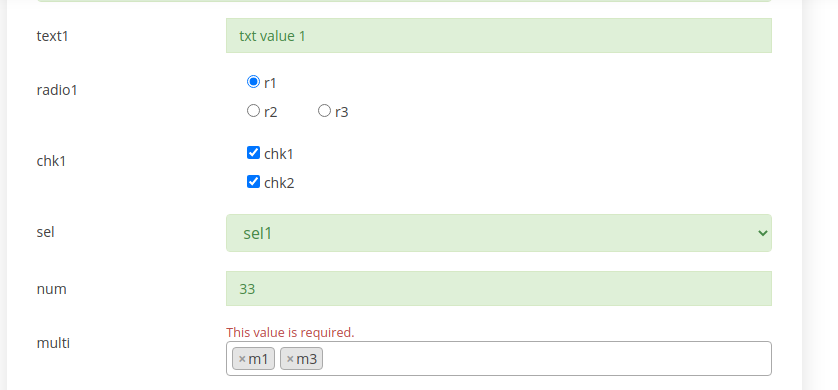 text1 txt value 1
radio1 r1
r2 r3
chk1 chk1
chk2
sel sel1
num 33
multi This value is required.
×m1 ×m3